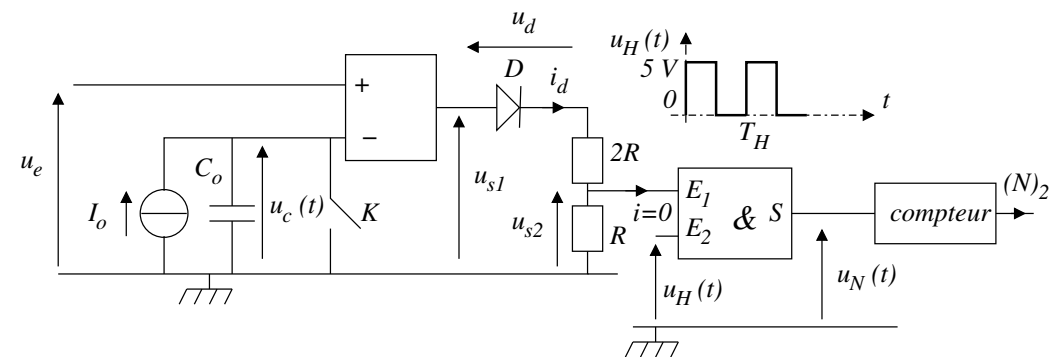 u_d
u_H(t)
5 V
0
t
T_H
D
i_d
+
−
2R
u_e
C_o
I_o
u_c (t)
K
u_s1
u_s2
R
i=0
E_1
E_2
& S
compteur
(N)_2
u_H (t)
u_N (t)